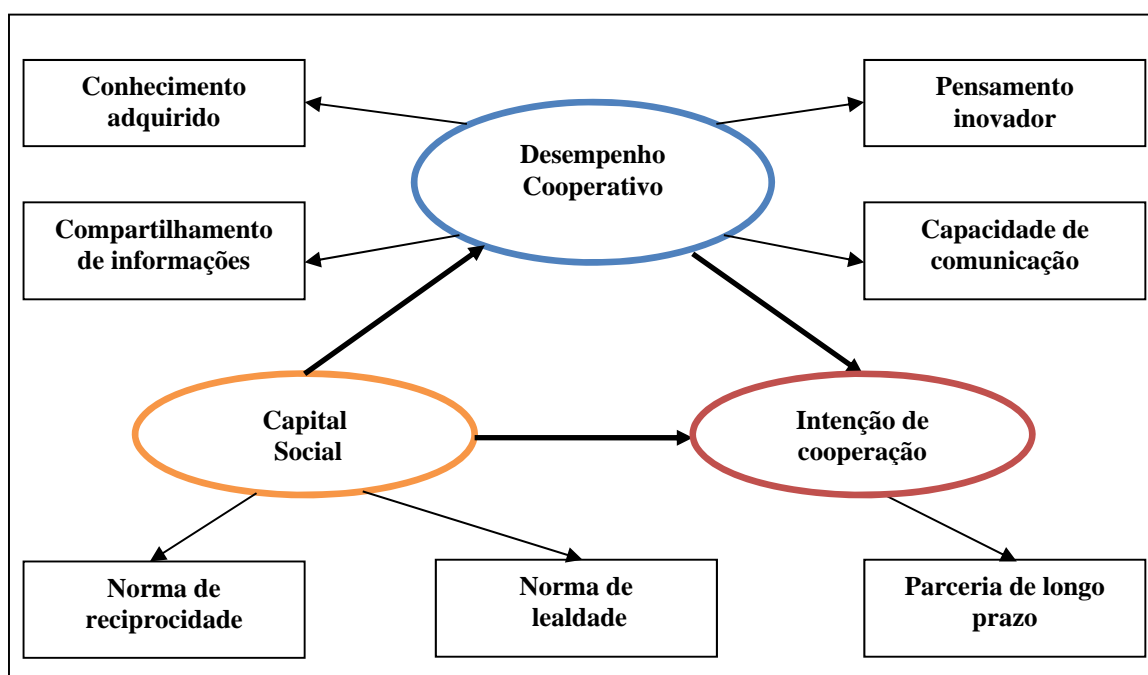 Conhecimento
adquirido
Pensamento
inovador
Desempenho
Cooperativo
Compartilhamento
de informações
Capacidade de
comunicação
Capital
Social
Intenção de
cooperação
Norma de
reciprocidade
Norma de
lealdade
Parceria de longo
prazo